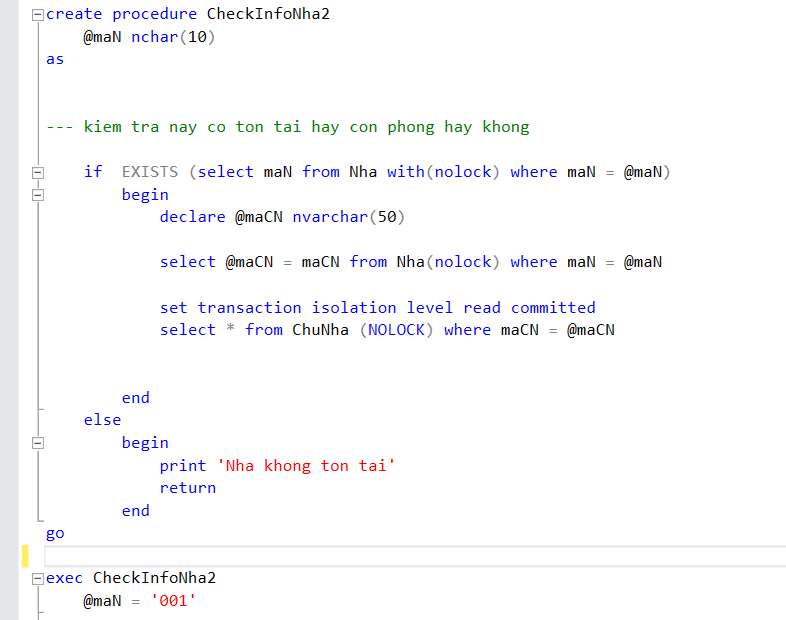 create procedure CheckInfoNha2
@maN nchar(10)
as
--- kiem tra nay co ton tai hay con phong hay khong
if  EXISTS (select maN from Nha with(nolock) where maN = @maN)
begin
declare @maCN nvarchar(50)
select @maCN = maCN from Nha(nolock) where maN = @maN
set transaction isolation level read committed
select * from ChuNha (NOLOCK) where maCN = @maCN
end
else
begin
print 'Nha khong ton tai'
return
end
go
exec CheckInfoNha2
@maN = '001'